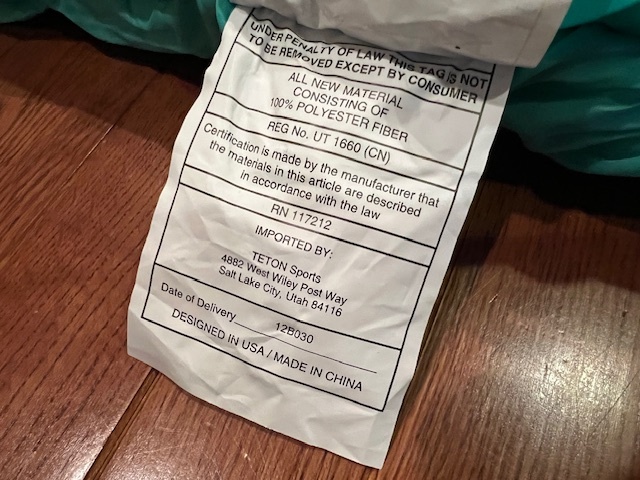 UNDER PENALTY OF LAW THIS TAG IS NOT
TO BE REMOVED EXCEPT BY CONSUMER
ALL NEW MATERIAL
CONSISTING OF
100% POLYESTER FIBER
REG No. UT 1660 (CN)
Certification is made by the manufacturer that
the materials in this article are described
in accordance with the law
RN 117212
IMPORTED BY:
TETON Sports
4882 West Wiley Post Way
Salt Lake City, Utah 84116
Date of Delivery 12B030
DESIGNED IN USA / MADE IN CHINA